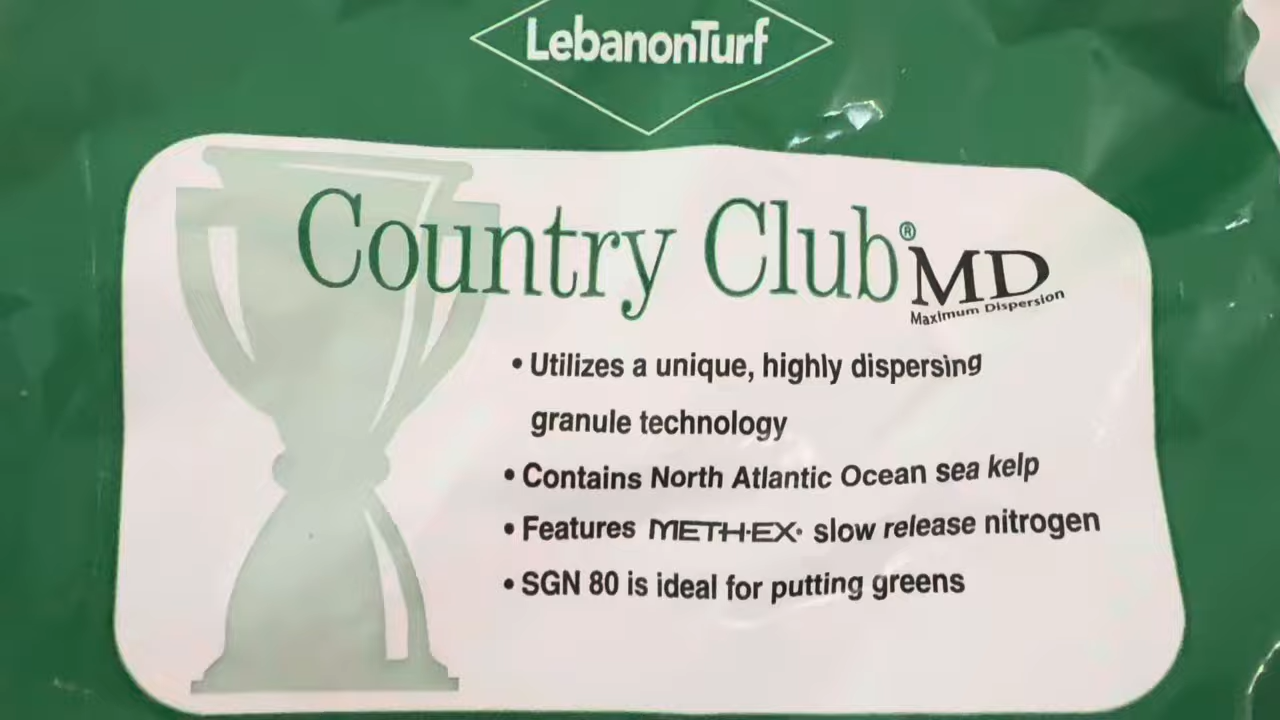 LebanonTurf
Country Club® MD
Maximum Dispersion
• Utilizes a unique, highly dispersing
granule technology
• Contains North Atlantic Ocean sea kelp
• Features METH-EX• slow release nitrogen
• SGN 80 is ideal for putting greens